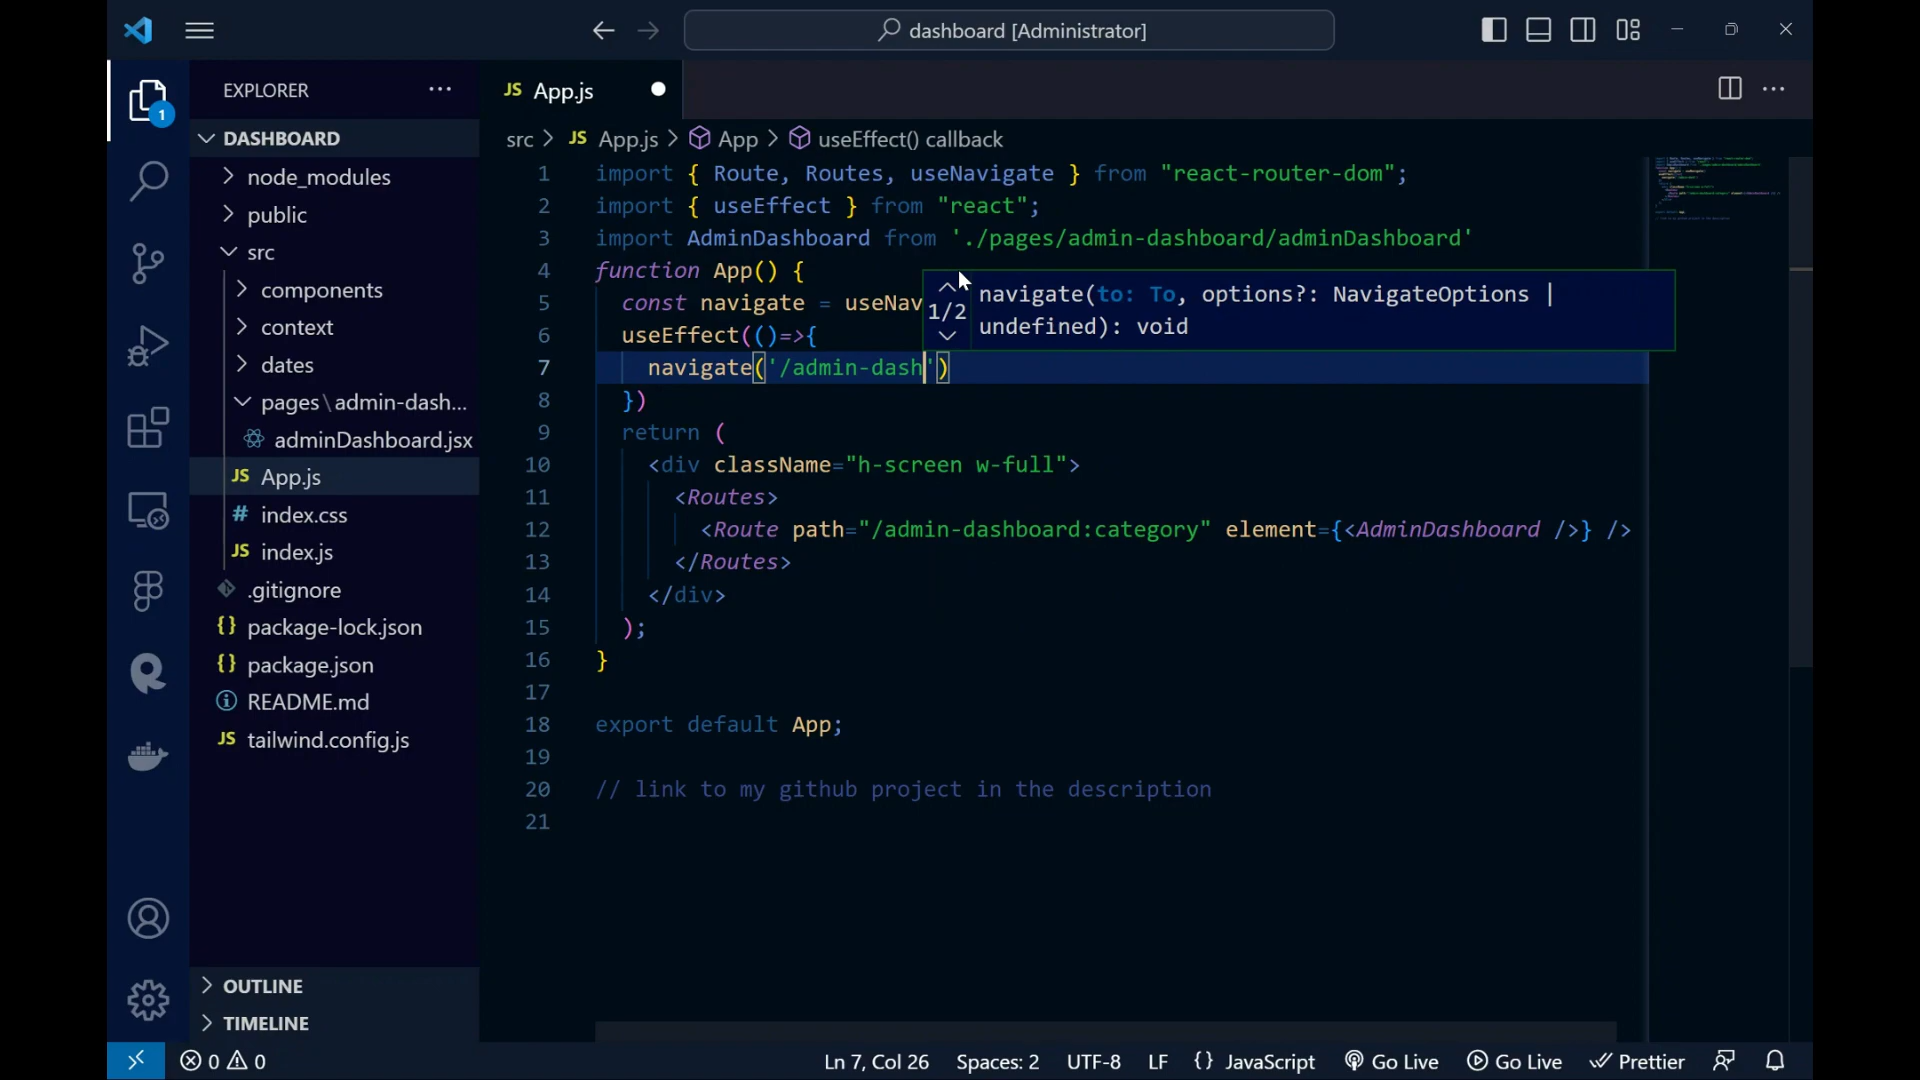 dashboard [Administrator]
1
EXPLORER
DASHBOARD
node_modules
public
src
components
context
dates
pages\admin-dash...
adminDashboard.jsx
JS App.js
# index.css
JS index.js
.gitignore
{} package-lock.json
{} package.json
README.md
JS tailwind.config.js
OUTLINE
TIMELINE
JS App.js
src > JS App.js > App > useEffect() callback
1 import { Route, Routes, useNavigate } from "react-router-dom";
2 import { useEffect } from "react";
3 import AdminDashboard from './pages/admin-dashboard/adminDashboard'
4 function App() {
5 const navigate = useNav
1/2 navigate(to: To, options?: NavigateOptions |
undefined): void
6 useEffect(()=>{
7 navigate('/admin-dash')
8 })
9 return (
10 <div className="h-screen w-full">
11 <Routes>
12 <Route path="/admin-dashboard:category" element={<AdminDashboard />} />
13 </Routes>
14 </div>
15 );
16 }
17
18 export default App;
19
20 // link to my github project in the description
21
0 0 Ln 7, Col 26 Spaces: 2 UTF-8 LF {} JavaScript Go Live Go Live Prettier